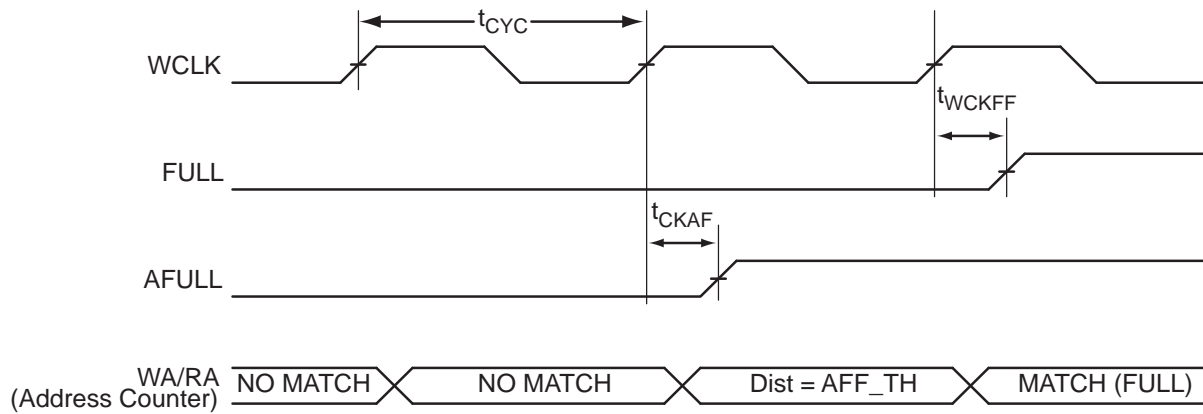 tCYC
WCLK
tWCKFF
FULL
tCKAF
AFULL
WA/RA
(Address Counter)
NO MATCH
NO MATCH
Dist = AFF_TH
MATCH (FULL)